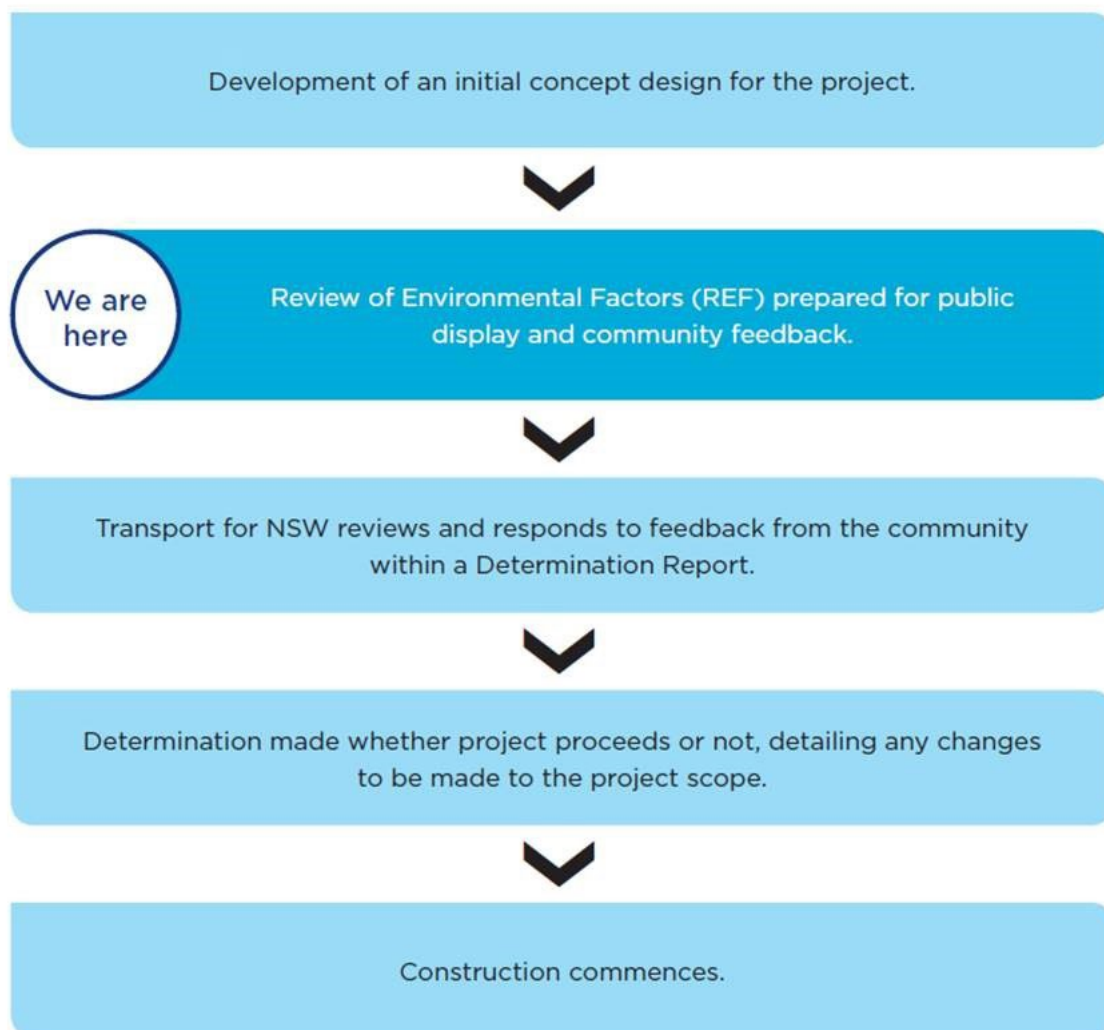 Development of an initial concept design for the project.
We are
here
Review of Environmental Factors (REF) prepared for public
display and community feedback.
Transport for NSW reviews and responds to feedback from the community
within a Determination Report.
Determination made whether project proceeds or not, detailing any changes
to be made to the project scope.
Construction commences.